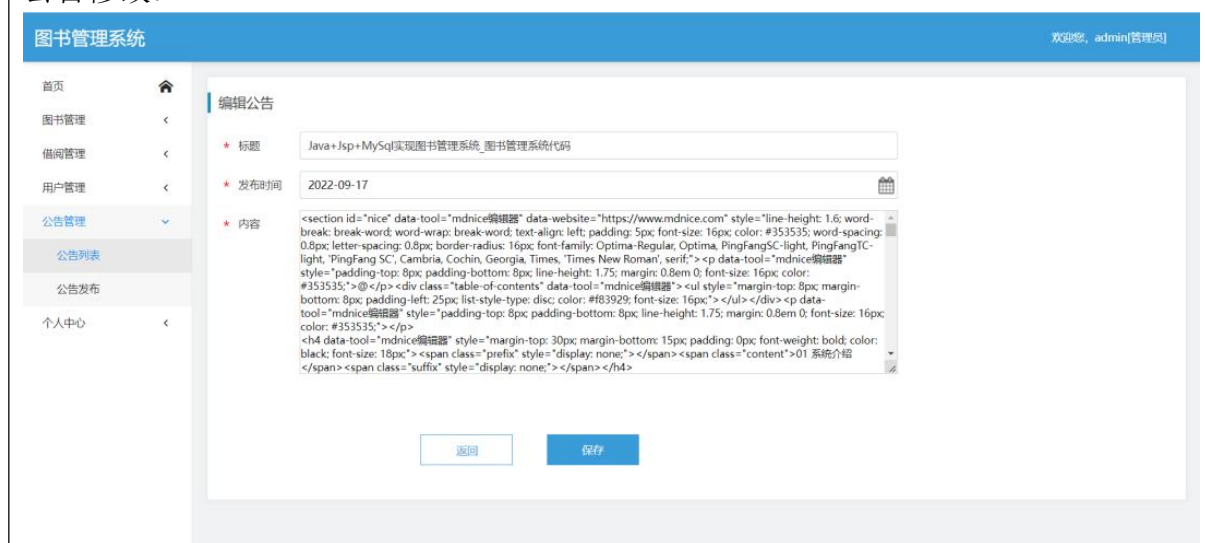 图书管理系统
欢迎您，admin[管理员]
首页
图书管理
借阅管理
用户管理
公告管理
公告列表
公告发布
个人中心
编辑公告
* 标题 Java+Jsp+MySql实现图书管理系统_图书管理系统代码
* 发布时间 2022-09-17
* 内容
<section id="nice" data-tool="mdnice编辑器" data-website="https://www.mdnice.com" style="line-height: 1.6; word-
break: break-word; word-wrap: break-word; text-align: left; padding: 5px; font-size: 16px; color: #353535; word-spacing:
0.8px; letter-spacing: 0.8px; border-radius: 16px; font-family: Optima-Regular, Optima, PingFangSC-light, PingFangTC-
light, 'PingFang SC', Cambria, Cochin, Georgia, Times, 'Times New Roman', serif;"><p data-tool="mdnice编辑器"
style="padding-top: 8px; padding-bottom: 8px; line-height: 1.75; margin: 0.8em 0; font-size: 16px; color:
#353535;">@</p><div class="table-of-contents" data-tool="mdnice编辑器"><ul style="margin-top: 8px; margin-
bottom: 8px; padding-left: 25px; list-style-type: disc; color: #f83929; font-size: 16px;"></ul></div><p data-
tool="mdnice编辑器" style="padding-top: 8px; padding-bottom: 8px; line-height: 1.75; margin: 0.8em 0; font-size: 16px;
color: #353535;"></p>
<h4 data-tool="mdnice编辑器" style="margin-top: 30px; margin-bottom: 15px; padding: 0px; font-weight: bold; color:
black; font-size: 18px;"><span class="prefix" style="display: none;"></span><span class="content">01 系统介绍
</span><span class="suffix" style="display: none;"></span></h4>
返回
保存